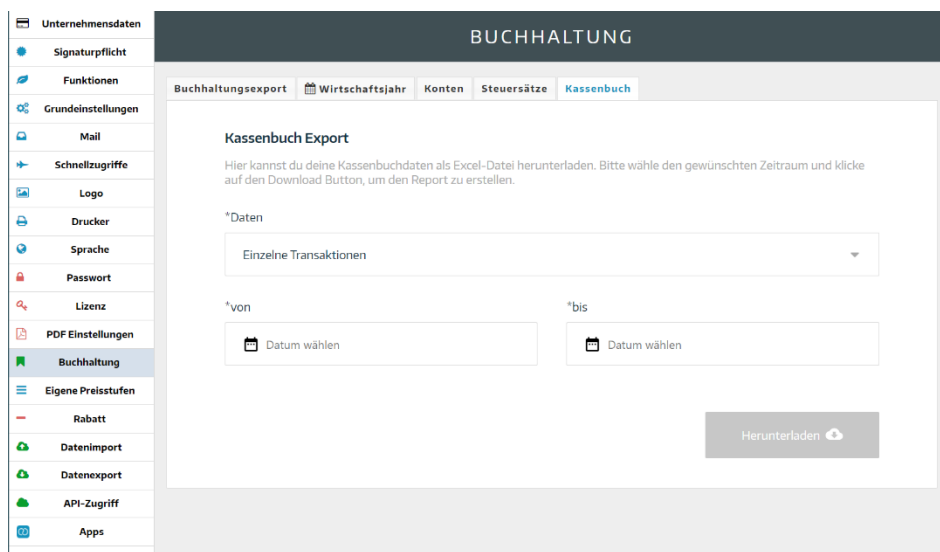 Unternehmensdaten
Signaturpflicht
Funktionen
Grundeinstellungen
Mail
Schnellzugriffe
Logo
Drucker
Sprache
Passwort
Lizenz
PDF Einstellungen
Buchhaltung
Eigene Preisstufen
Rabatt
Datenimport
Datenexport
API-Zugriff
Apps
BUCHHALTUNG
Buchhaltungsexport Wirtschaftsjahr Konten Steuersätze Kassenbuch
Kassenbuch Export
Hier kannst du deine Kassenbuchdaten als Excel-Datei herunterladen. Bitte wähle den gewünschten Zeitraum und klicke
auf den Download Button, um den Report zu erstellen.
*Daten
Einzelne Transaktionen
*von *bis
Datum wählen Datum wählen
Herunterladen